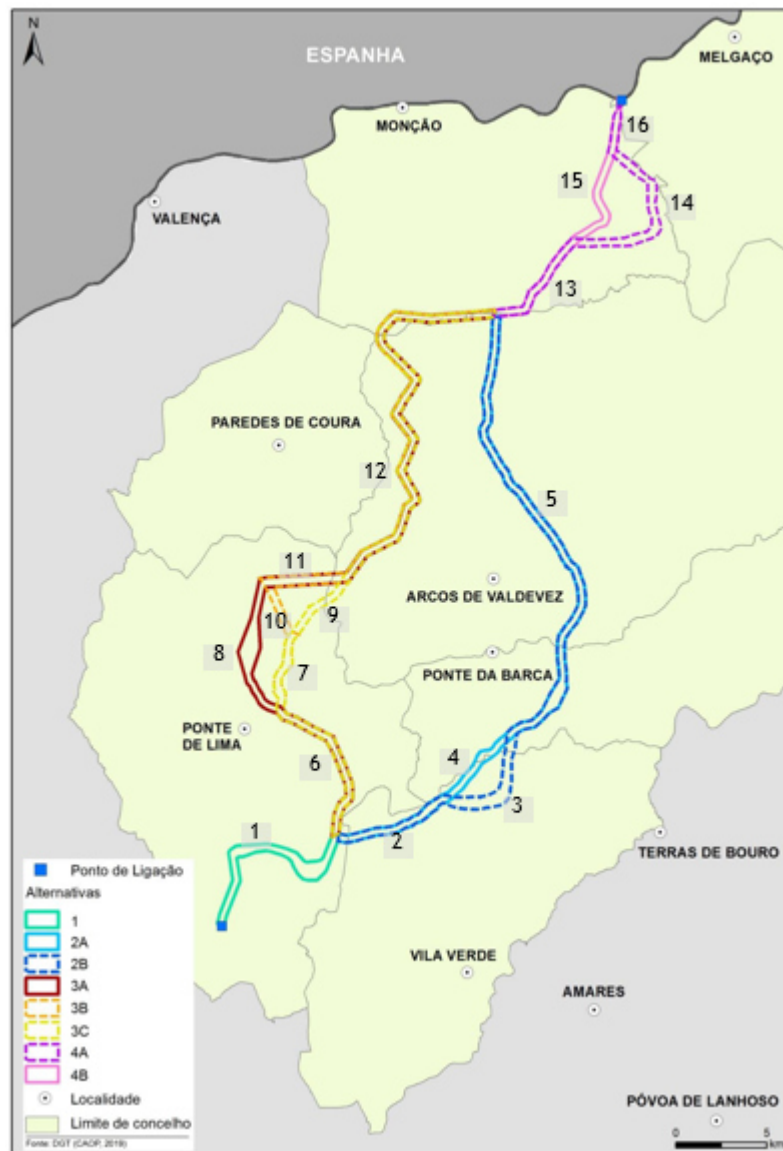 N
ESPANHA
MELGAÇO
MONÇÃO
16
15
14
VALENÇA
13
PAREDES DE COURA
12
5
11
ARCOS DE VALDEVEZ
10
9
8
7
PONTE DA BARCA
PONTE
DE LIMA
6
4
3
1
2
TERRAS DE BOURO
Ponto de Ligação
Alternativas
1
2A
2B
3A
3B
3C
4A
4B
Localidade
Limite de concelho
Fonte: DGT (CAOP, 2019)
VILA VERDE
AMARES
PÓVOA DE LANHOSO
0 5
km